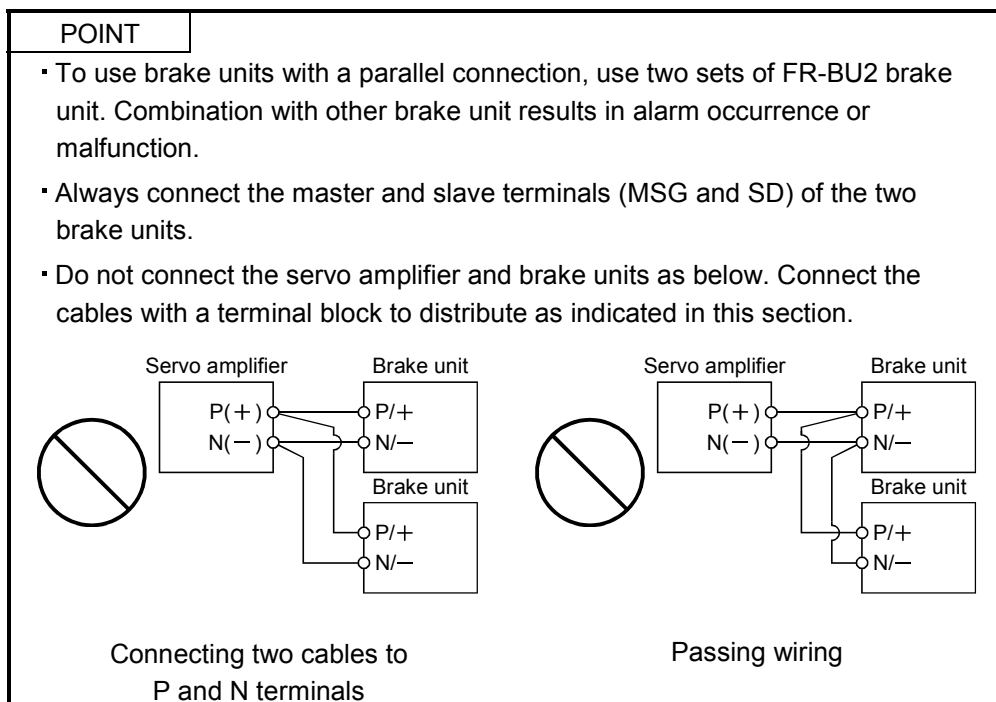 POINT
▪ To use brake units with a parallel connection, use two sets of FR-BU2 brake
unit. Combination with other brake unit results in alarm occurrence or
malfunction.
▪ Always connect the master and slave terminals (MSG and SD) of the two
brake units.
▪ Do not connect the servo amplifier and brake units as below. Connect the
cables with a terminal block to distribute as indicated in this section.
Servo amplifier
Brake unit
P(+)
P/+
N(−)
N/−
Brake unit
P/+
N/−
Connecting two cables to
P and N terminals
Servo amplifier
Brake unit
P(+)
P/+
N(−)
N/−
Brake unit
P/+
N/−
Passing wiring